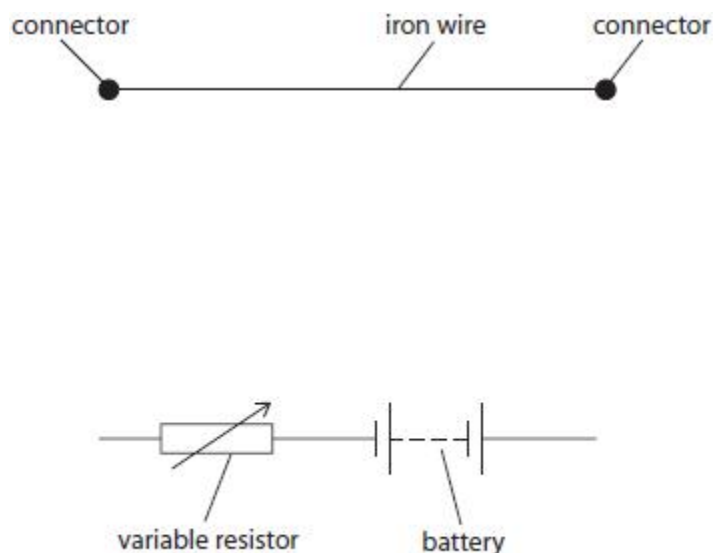 connector
iron wire
connector
variable resistor
battery